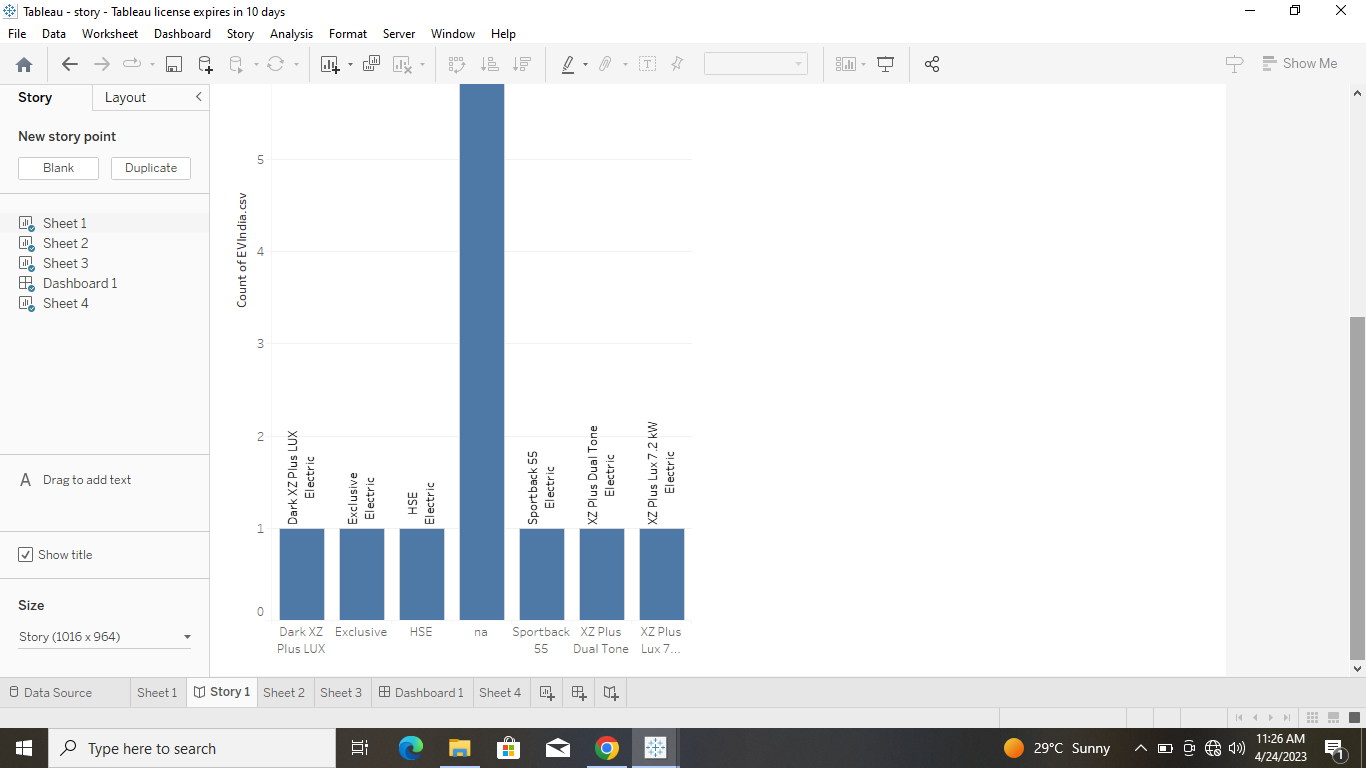 Tableau - story - Tableau license expires in 10 days
File Data Worksheet Dashboard Story Analysis Format Server Window Help
Show Me
Story Layout
New story point
Blank Duplicate
Sheet 1
Sheet 2
Sheet 3
Dashboard 1
Sheet 4
A Drag to add text
Show title
Size
Story (1016 x 964)
Count of EVIndia.csv
5
4
3
2
1
0
Dark XZ Plus LUX
Electric
Exclusive
Electric
HSE
Electric
Sportback 55
Electric
XZ Plus Dual Tone
Electric
XZ Plus Lux 7.2 kW
Electric
Dark XZ
Plus LUX
Exclusive
HSE
na
Sportback
55
XZ Plus
Dual Tone
XZ Plus
Lux 7...
Data Source Sheet 1 Story 1 Sheet 2 Sheet 3 Dashboard 1 Sheet 4
Type here to search
29°C Sunny
11:26 AM
4/24/2023
1